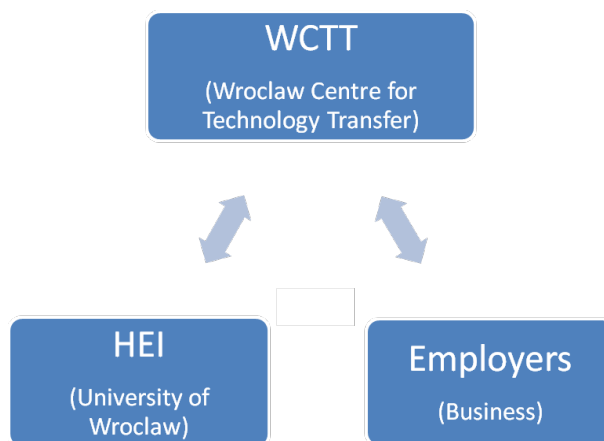 WCTT
(Wroclaw Centre for
Technology Transfer)
HEI
(University of
Wroclaw)
Employers
(Business)